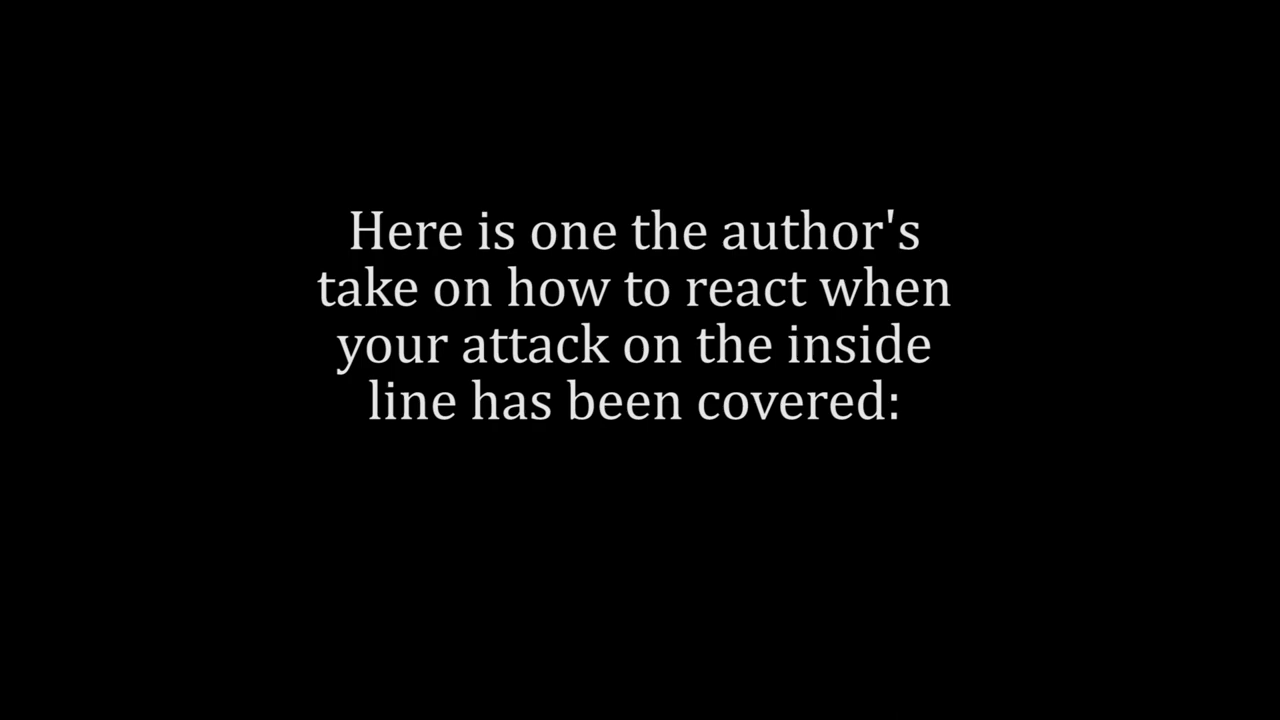 Here is one the author's
take on how to react when
your attack on the inside
line has been covered: